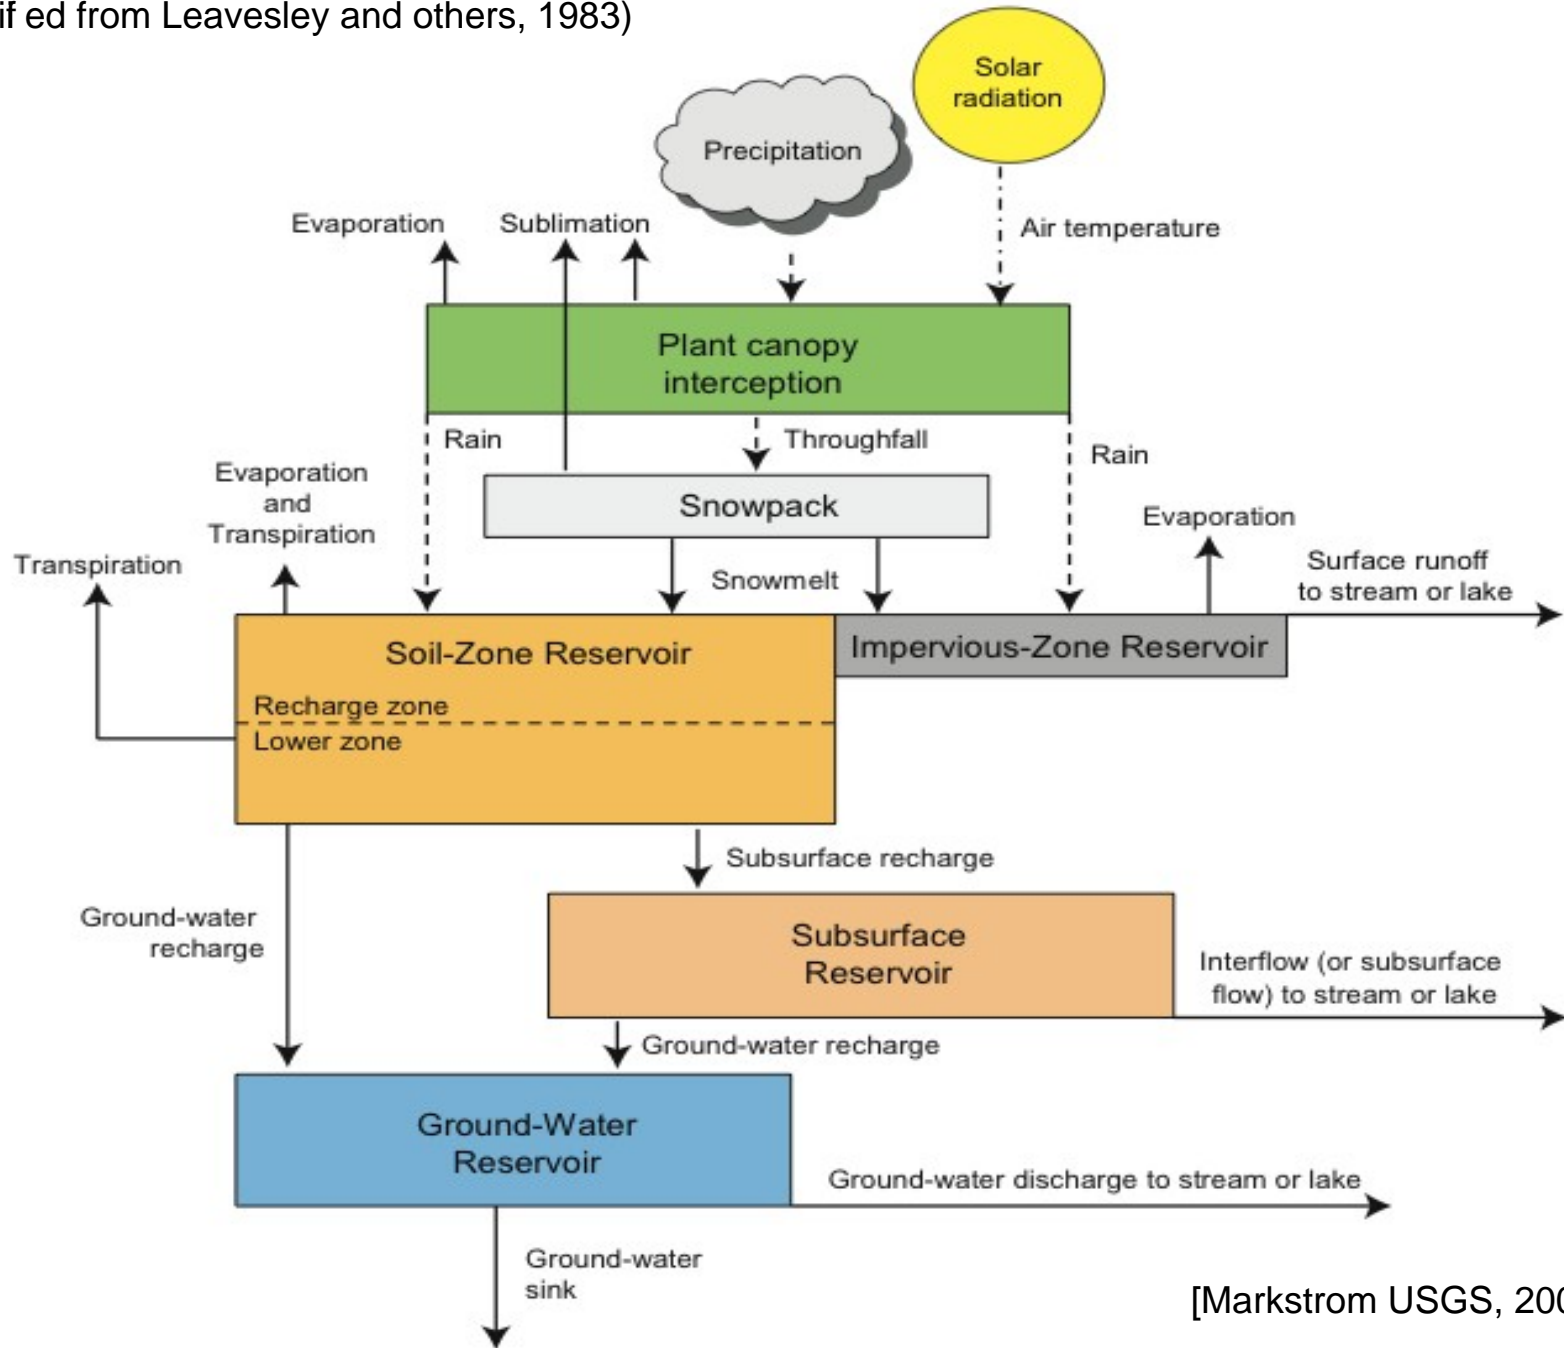 if ed from Leavesley and others, 1983)
Solar
radiation
Precipitation
Evaporation
Sublimation
Air temperature
Plant canopy
interception
Rain
Throughfall
Rain
Evaporation
and
Transpiration
Snowpack
Evaporation
Transpiration
Snowmelt
Surface runoff
to stream or lake
Soil-Zone Reservoir
Impervious-Zone Reservoir
Recharge zone
Lower zone
Subsurface recharge
Ground-water
recharge
Subsurface
Reservoir
Interflow (or subsurface
flow) to stream or lake
Ground-water recharge
Ground-Water
Reservoir
Ground-water discharge to stream or lake
Ground-water
sink
[Markstrom USGS, 200